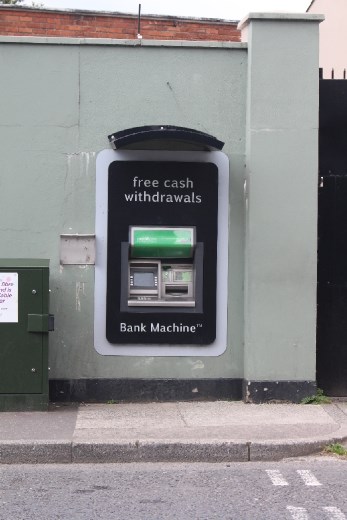 free cash
withdrawals
Bank Machine™